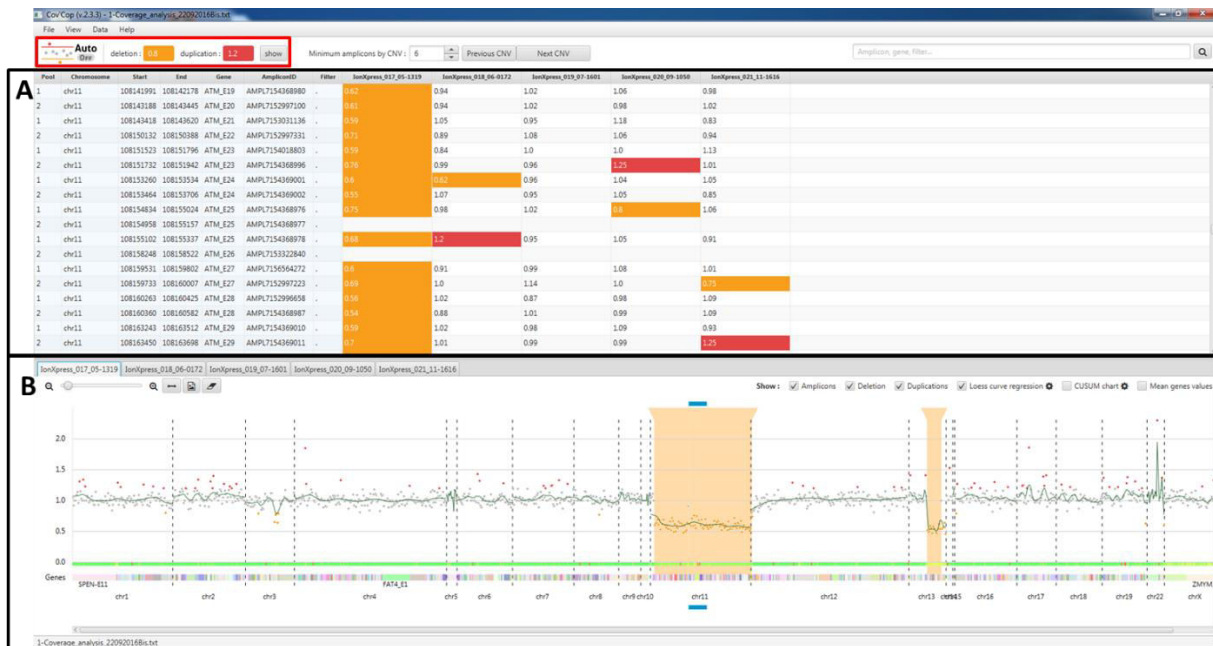 Cov'Cop (v.2.3.3) - 1-Coverage_analysis_22092016Bis.txt
File View Data Help
Auto Off deletion : 0.8 duplication : 1.2 show Minimum amplicons by CNV : 6 Previous CNV Next CNV Amplicon, gene, filter...
A
Pool Chromosome Start End Gene AmpliconID Filter IonXpress_017_05-1319 IonXpress_018_06-0172 IonXpress_019_07-1601 IonXpress_020_09-1050 IonXpress_021_11-1616
1 chr11 108141991 108142178 ATM_E19 AMPL7154368980 . 0.62 0.94 1.02 1.06 0.98
2 chr11 108143188 108143445 ATM_E20 AMPL7152997100 . 0.61 0.94 1.02 0.98 1.02
1 chr11 108143418 108143620 ATM_E21 AMPL7153031136 . 0.59 1.05 0.95 1.18 0.83
2 chr11 108150132 108150388 ATM_E22 AMPL7152997331 . 0.71 0.89 1.08 1.06 0.94
1 chr11 108151523 108151796 ATM_E23 AMPL7154018803 . 0.59 0.84 1.0 1.0 1.13
2 chr11 108151732 108151942 ATM_E23 AMPL7154368996 . 0.76 0.99 0.96 1.25 1.01
1 chr11 108153260 108153534 ATM_E24 AMPL7154369001 . 0.6 0.62 0.96 1.04 1.05
2 chr11 108153464 108153706 ATM_E24 AMPL7154369002 . 0.55 1.07 0.95 1.05 0.85
1 chr11 108154834 108155024 ATM_E25 AMPL7154368976 . 0.75 0.98 1.02 0.8 1.06
2 chr11 108154958 108155157 ATM_E25 AMPL7154368977 .
1 chr11 108155102 108155337 ATM_E25 AMPL7154368978 . 0.68 1.2 0.95 1.05 0.91
2 chr11 108158248 108158522 ATM_E26 AMPL7153322840 .
1 chr11 108159531 108159802 ATM_E27 AMPL7156564272 . 0.6 0.91 0.99 1.08 1.01
2 chr11 108159733 108160007 ATM_E27 AMPL7152997223 . 0.69 1.0 1.14 1.0 0.75
1 chr11 108160263 108160425 ATM_E28 AMPL7152996658 . 0.56 1.02 0.87 0.98 1.09
2 chr11 108160360 108160582 ATM_E28 AMPL7154368987 . 0.54 0.88 1.01 0.99 1.09
1 chr11 108163243 108163512 ATM_E29 AMPL7154369010 . 0.59 1.02 0.98 1.09 0.93
2 chr11 108163450 108163698 ATM_E29 AMPL7154369011 . 0.7 1.01 0.99 0.99 1.25
IonXpress_017_05-1319 IonXpress_018_06-0172 IonXpress_019_07-1601 IonXpress_020_09-1050 IonXpress_021_11-1616
B
Show : Amplicons Deletion Duplications Loess curve regression CUSUM chart Mean genes values
2.0
1.5
1.0
0.5
0.0
Genes
SPEN-E11 FAT4_E1 ZMYM
chr1 chr2 chr3 chr4 chr5 chr6 chr7 chr8 chr9 chr10 chr11 chr12 chr13 chr15 chr16 chr17 chr18 chr19 chr22 chrX
1-Coverage_analysis_22092016Bis.txt